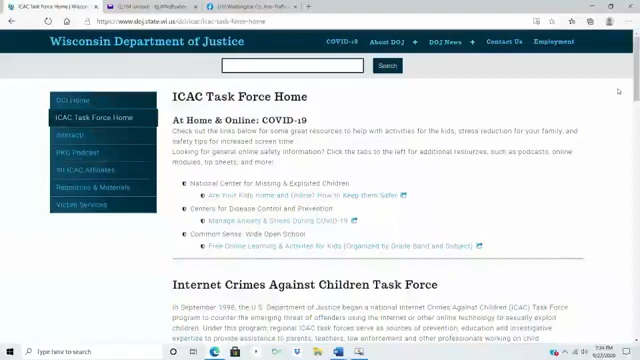 ICAC Task Force Home | Wisconsin
(2,164 unread)
https://www.doj.state.wi.us/dci/icac/icac-task-force-home
Wisconsin Department of Justice
COVID-19 About DOJ + DOJ News + Contact Us Employment
Search
DCI Home
ICAC Task Force Home
Interact!
PKO Podcast
WI ICAC Affiliates
Resources & Materials
Victim Services
ICAC Task Force Home
At Home & Online: COVID-19
Check out the links below for some great resources to help with activities for the kids, stress reduction for your family, and
safety tips for increased screen time.
Looking for general online safety information? Click the tabs to the left for additional resources, such as podcasts, online
modules, tip sheets, and more:
National Center for Missing & Exploited Children
Are Your Kids Home and Online? How to Keep them Safer
Centers for Disease Control and Prevention
Manage Anxiety & Stress During COVID-19
Common Sense: Wide Open School
Free Online Learning & Activites for Kids (Organized by Grade Band and Subject)
Internet Crimes Against Children Task Force
In September 1998, the U.S. Department of Justice began a national Internet Crimes Against Children (ICAC) Task Force
program to counter the emerging threat of offenders using the Internet or other online technology to sexually exploit
children. Under this program, regional ICAC task forces serve as sources of prevention, education and investigative
expertise to provide assistance to parents, teachers, law enforcement and other professionals working on child
Type here to search
7:34 PM
9/22/2020